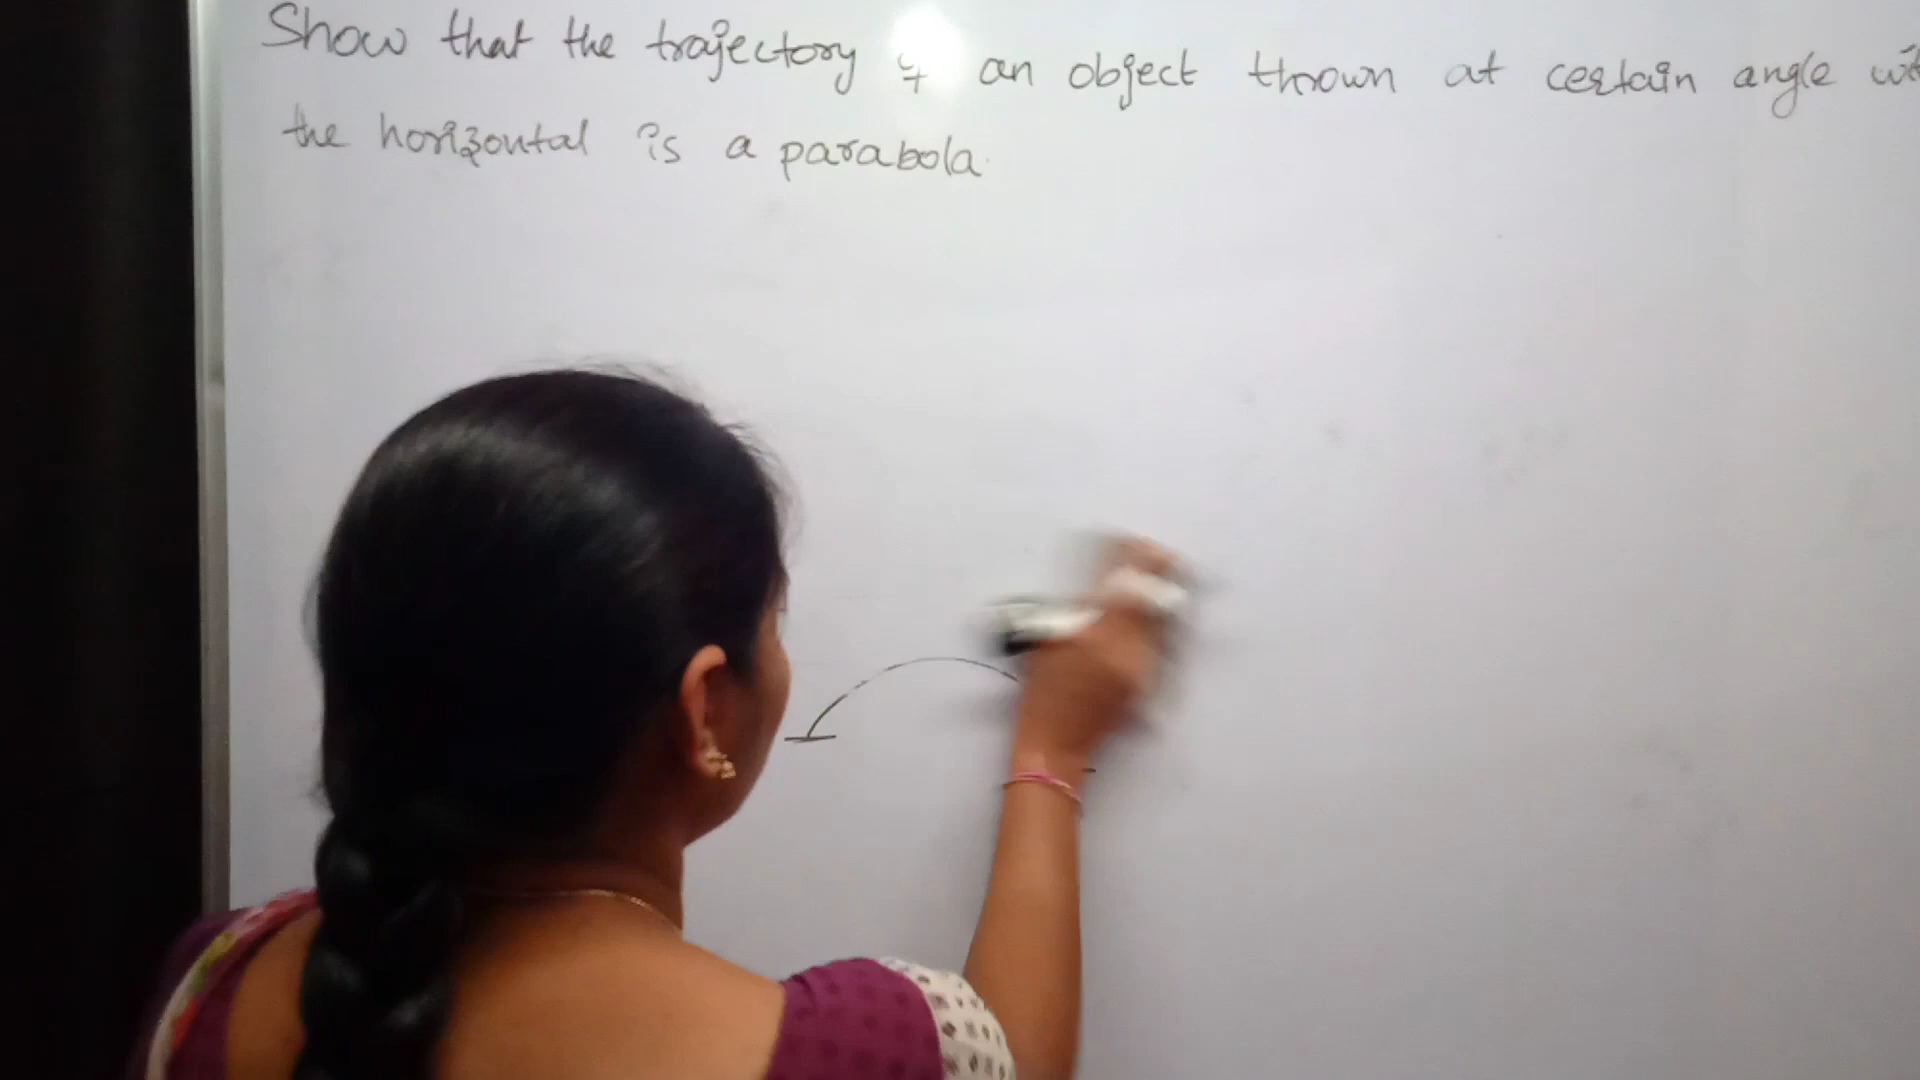 Show that the trajectory of an object thrown at certain angle
the horizontal is a parabola.